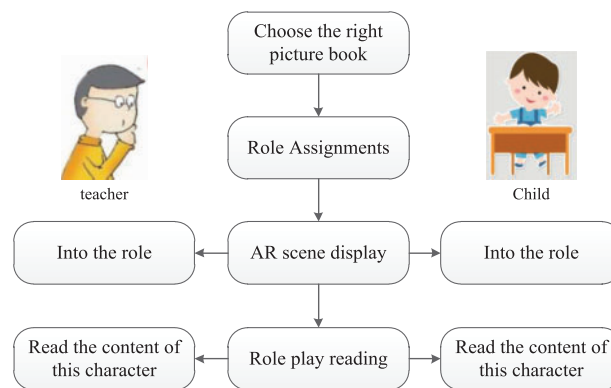 Choose the right
picture book
Role Assignments
teacher
Child
Into the role
AR scene display
Into the role
Read the content of
this character
Role play reading
Read the content of
this character